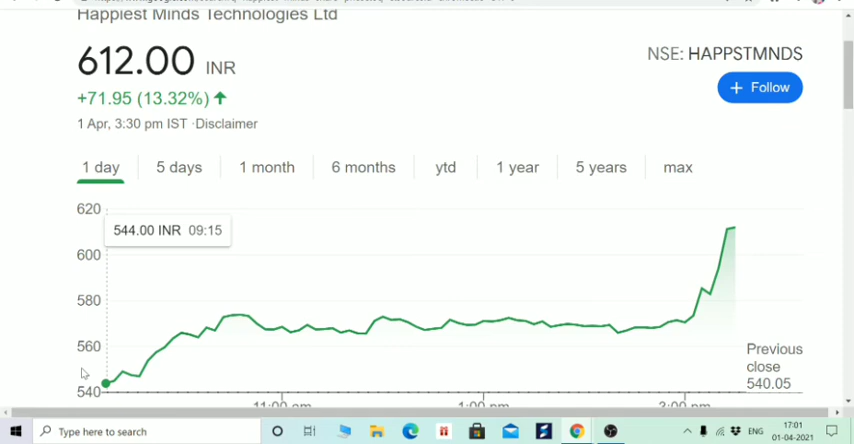 Happiest Minds Technologies Ltd
612.00 INR
NSE: HAPPSTMNDS
+71.95 (13.32%) ↑
+ Follow
1 Apr, 3:30 pm IST ·Disclaimer
1 day 5 days 1 month 6 months ytd 1 year 5 years max
620
544.00 INR 09:15
600
580
560
Previous
close
540.05
540
11:00 am 1:00 pm 3:00 pm
Type here to search
ENG
17:01
01-04-2021